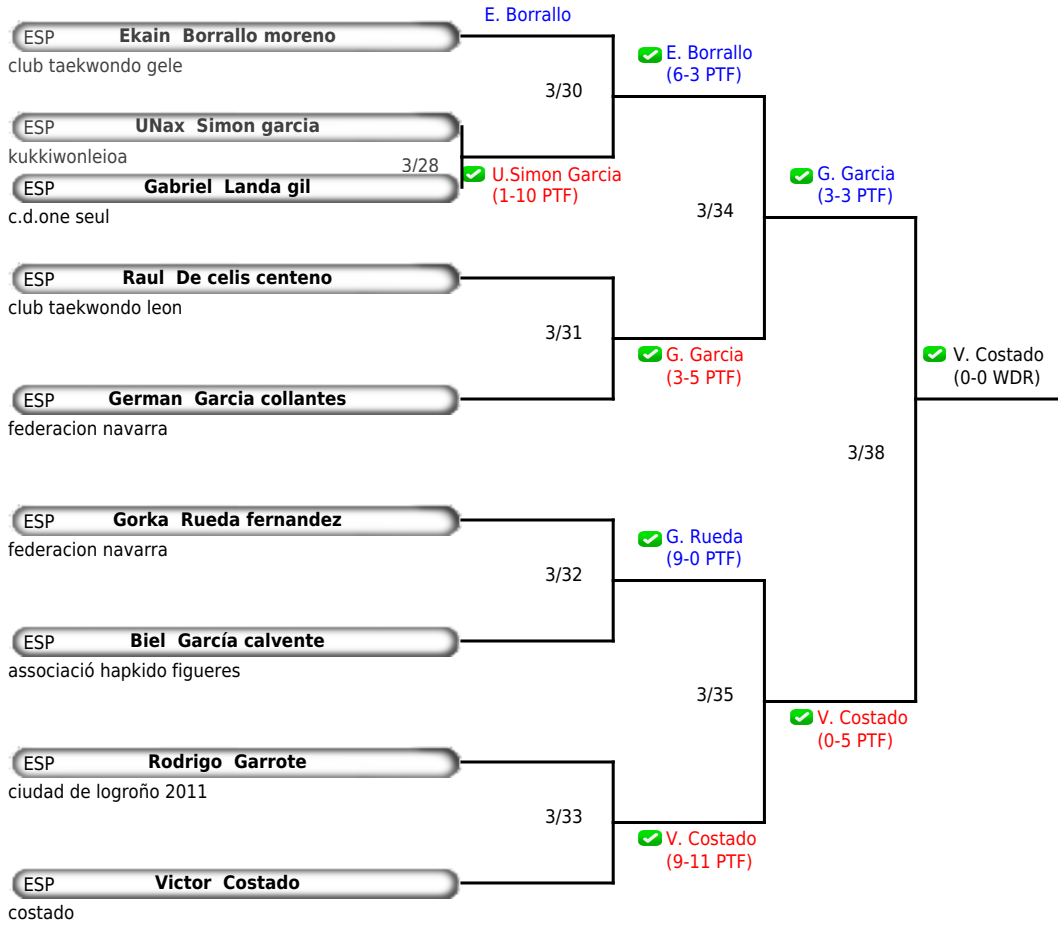 E. Borrallo
ESP Ekain Borrallo moreno
club taekwondo gele
E. Borrallo
(6-3 PTF)
3/30
ESP UNax Simon garcia
kukkiwonleioa
3/28
U.Simon Garcia
(1-10 PTF)
ESP Gabriel Landa gil
c.d.one seul
G. Garcia
(3-3 PTF)
3/34
ESP Raul De celis centeno
club taekwondo leon
3/31
G. Garcia
(3-5 PTF)
V. Costado
(0-0 WDR)
ESP German Garcia collantes
federacion navarra
3/38
ESP Gorka Rueda fernandez
federacion navarra
G. Rueda
(9-0 PTF)
3/32
ESP Biel García calvente
associació hapkido figueres
3/35
V. Costado
(0-5 PTF)
ESP Rodrigo Garrote
ciudad de logroño 2011
3/33
V. Costado
(9-11 PTF)
ESP Victor Costado
costado